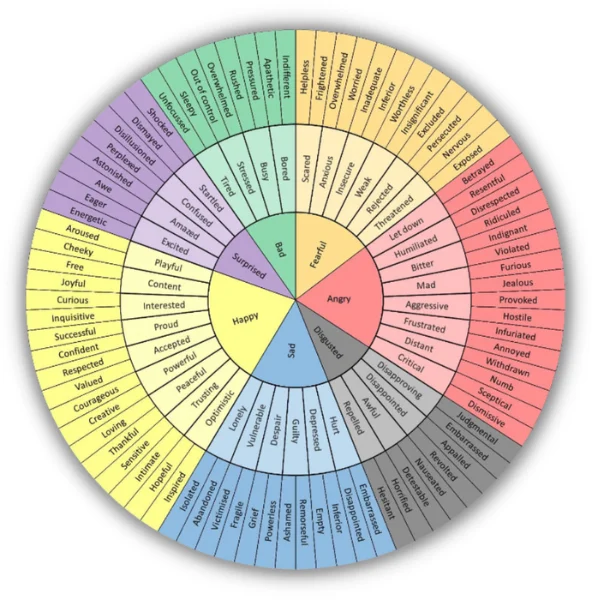 Fearful
Angry
Disgusted
Sad
Happy
Surprised
Bad
Scared
Anxious
Insecure
Weak
Rejected
Threatened
Let down
Humiliated
Bitter
Mad
Aggressive
Frustrated
Distant
Critical
Disapproving
Disappointed
Awful
Repelled
Hurt
Depressed
Guilty
Despair
Vulnerable
Lonely
Optimistic
Trusting
Peaceful
Powerful
Accepted
Proud
Interested
Content
Playful
Excited
Amazed
Confused
Startled
Tired
Stressed
Busy
Bored
Helpless
Frightened
Overwhelmed
Worried
Inadequate
Inferior
Worthless
Insignificant
Excluded
Persecuted
Nervous
Exposed
Betrayed
Resentful
Disrespected
Ridiculed
Indignant
Violated
Furious
Jealous
Provoked
Hostile
Infuriated
Annoyed
Withdrawn
Numb
Sceptical
Dismissive
Judgmental
Embarrassed
Appalled
Revolted
Nauseated
Detestable
Horrified
Hesitant
Embarrassed
Disappointed
Inferior
Empty
Remorseful
Ashamed
Powerless
Grief
Fragile
Victimised
Abandoned
Isolated
Inspired
Hopeful
Intimate
Sensitive
Thankful
Loving
Creative
Courageous
Valued
Respected
Confident
Successful
Inquisitive
Curious
Joyful
Free
Cheeky
Aroused
Energetic
Eager
Awe
Astonished
Perplexed
Disillusioned
Dismayed
Shocked
Unfocussed
Sleepy
Out of control
Overwhelmed
Rushed
Pressured
Apathetic
Indifferent